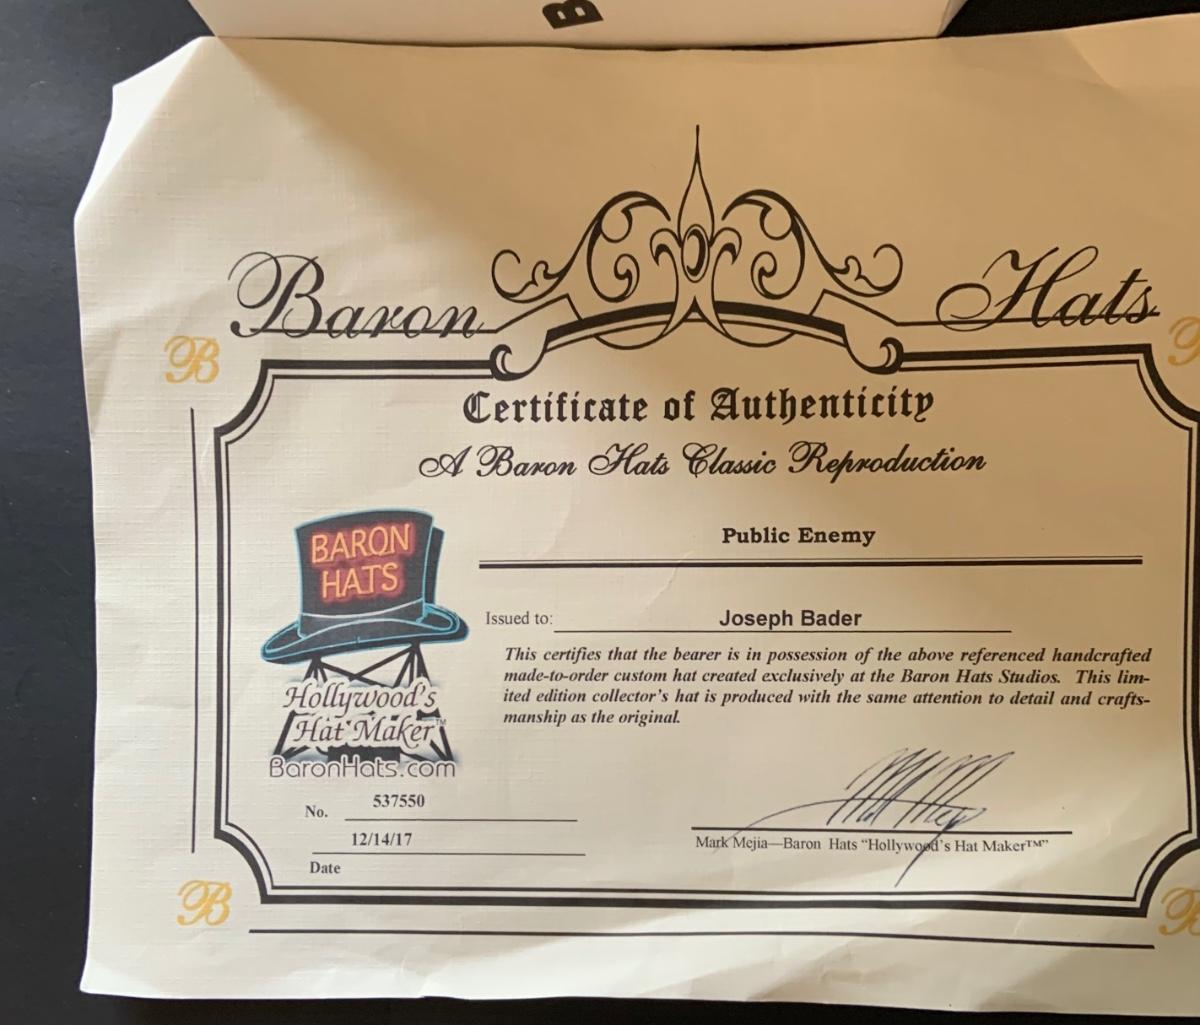 B
Baron Hats
B
Certificate of Authenticity
A Baron Hats Classic Reproduction
BARON
HATS
Hollywood's
Hat Maker™
BaronHats.com
Public Enemy
Issued to: Joseph Bader
This certifies that the bearer is in possession of the above referenced handcrafted
made-to-order custom hat created exclusively at the Baron Hats Studios. This lim-
ited edition collector's hat is produced with the same attention to detail and crafts-
manship as the original.
No. 537550
12/14/17
Date
Mark Mejia—Baron Hats "Hollywood's Hat Maker™"
B
B